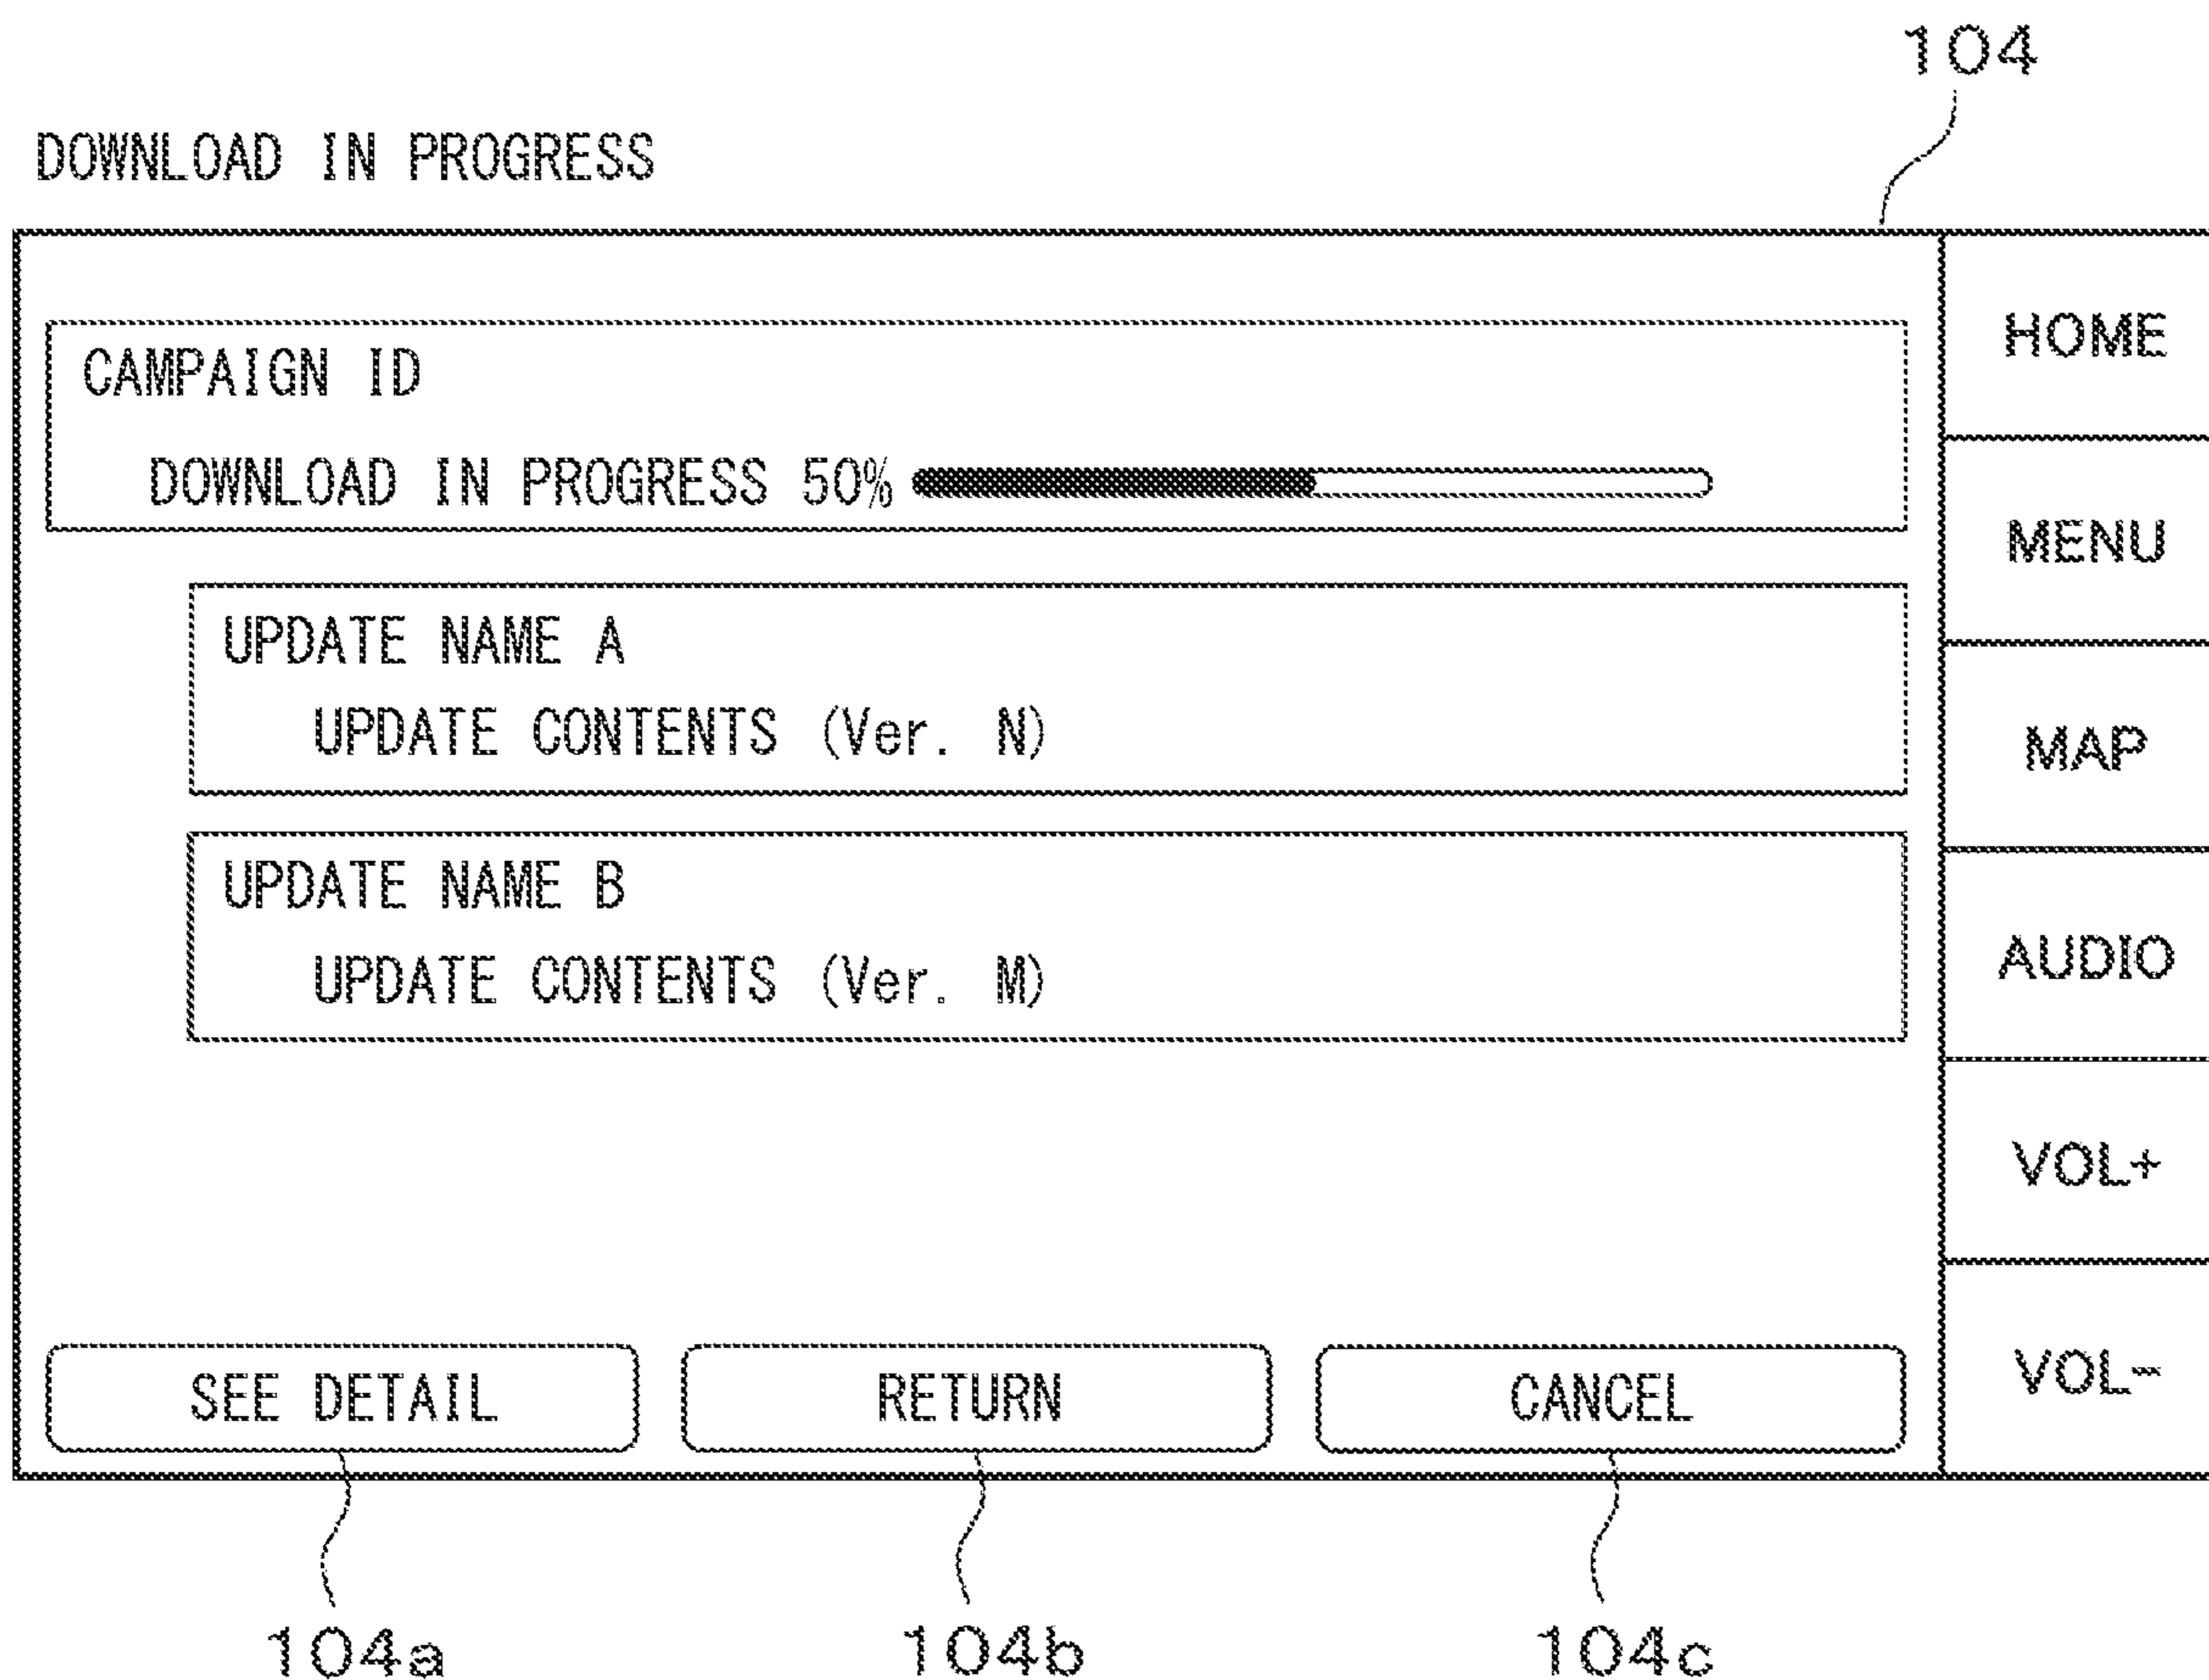 104
DOWNLOAD IN PROGRESS
CAMPAIGN ID
DOWNLOAD IN PROGRESS 50%
UPDATE NAME A
UPDATE CONTENTS (Ver. N)
UPDATE NAME B
UPDATE CONTENTS (Ver. M)
SEE DETAIL
RETURN
CANCEL
HOME
MENU
MAP
AUDIO
VOL+
VOL-
104a
104b
104c